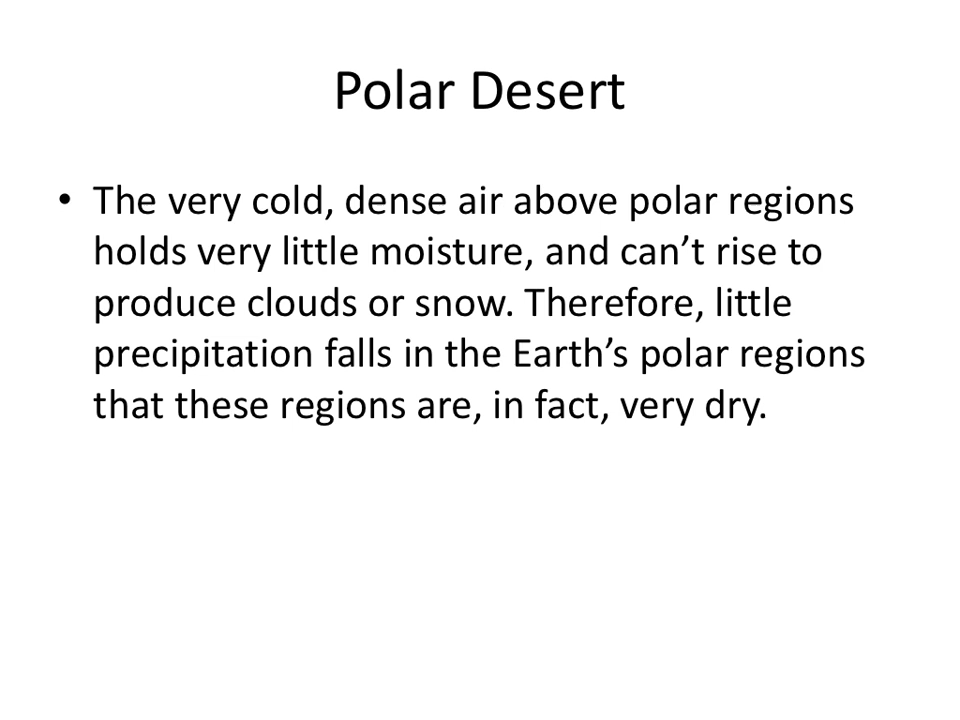 Polar Desert
• The very cold, dense air above polar regions
holds very little moisture, and can’t rise to
produce clouds or snow. Therefore, little
precipitation falls in the Earth’s polar regions
that these regions are, in fact, very dry.